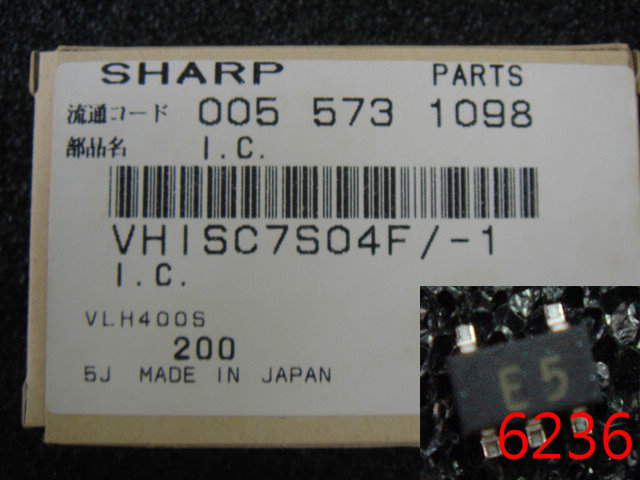 SHARP PARTS
流通コード 005 573 1098
部品名 I.C.
VHISC7S04F/-1
I.C.
VLH400S
200
5J MADE IN JAPAN
E5
6236